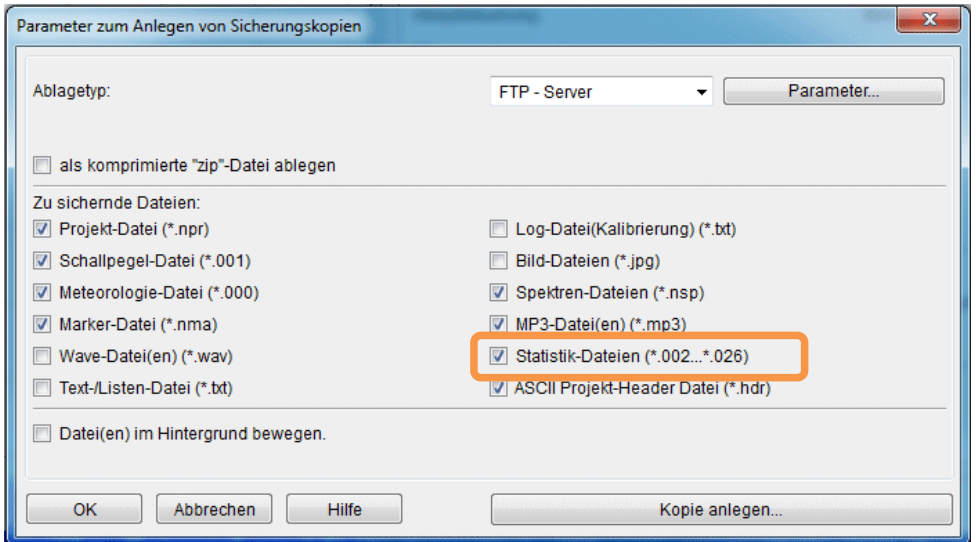 Parameter zum Anlegen von Sicherungskopien
Ablagetyp:
FTP - Server
Parameter...
als komprimierte "zip"-Datei ablegen
Zu sichernde Dateien:
Projekt-Datei (*.npr)
Schallpegel-Datei (*.001)
Meteorologie-Datei (*.000)
Marker-Datei (*.nma)
Wave-Datei(en) (*.wav)
Text-/Listen-Datei (*.txt)
Log-Datei(Kalibrierung) (*.txt)
Bild-Dateien (*.jpg)
Spektren-Dateien (*.nsp)
MP3-Datei(en) (*.mp3)
Statistik-Dateien (*.002...*.026)
ASCII Projekt-Header Datei (*.hdr)
Datei(en) im Hintergrund bewegen.
OK
Abbrechen
Hilfe
Kopie anlegen...